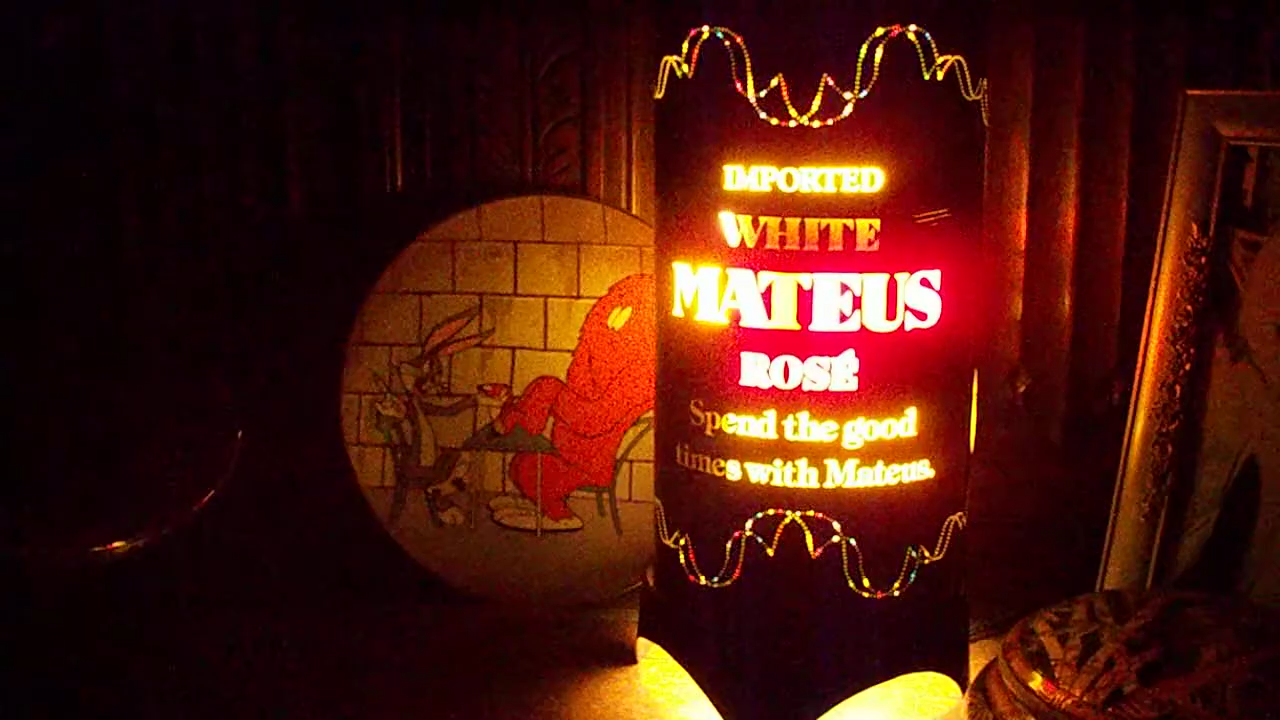 IMPORTED
WHITE
MATEUS
ROSÉ
Spend the good
times with Mateus.